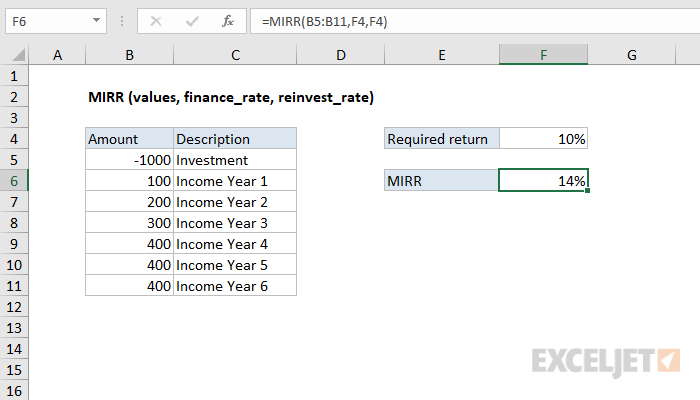 F6 fx =MIRR(B5:B11,F4,F4)
A B C D E F G
1
2 MIRR (values, finance_rate, reinvest_rate)
3
4 Amount Description Required return 10%
5 -1000 Investment
6 100 Income Year 1 MIRR 14%
7 200 Income Year 2
8 300 Income Year 3
9 400 Income Year 4
10 400 Income Year 5
11 400 Income Year 6
12
13
14
15
16
EXCELJET